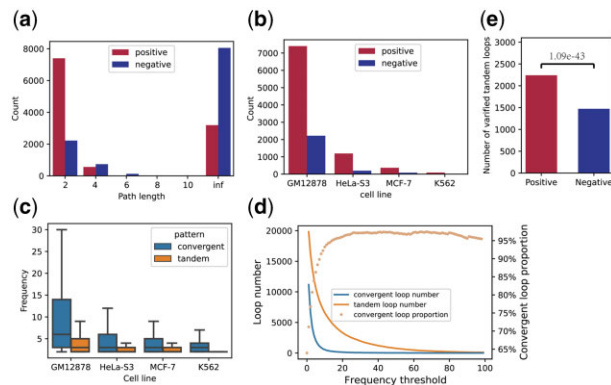 (a)
8000
6000
4000
2000
0
Count
positive
negative
2
4
6
8
10
inf
Path length
(b)
7000
6000
5000
4000
3000
2000
1000
0
Count
positive
negative
GM12878
HeLa-S3
MCF-7
K562
cell line
(e)
3000
2500
2000
1500
1000
500
0
Number of varified tandem loops
1.09e-43
Positive
Negative
(c)
30
25
20
15
10
5
Frequency
pattern
convergent
tandem
GM12878
HeLa-S3
MCF-7
K562
Cell line
(d)
20000
15000
10000
5000
0
Loop number
convergent loop number
tandem loop number
convergent loop proportion
95%
90%
85%
80%
75%
70%
65%
Convergent loop proportion
0
20
40
60
80
100
Frequency threshold